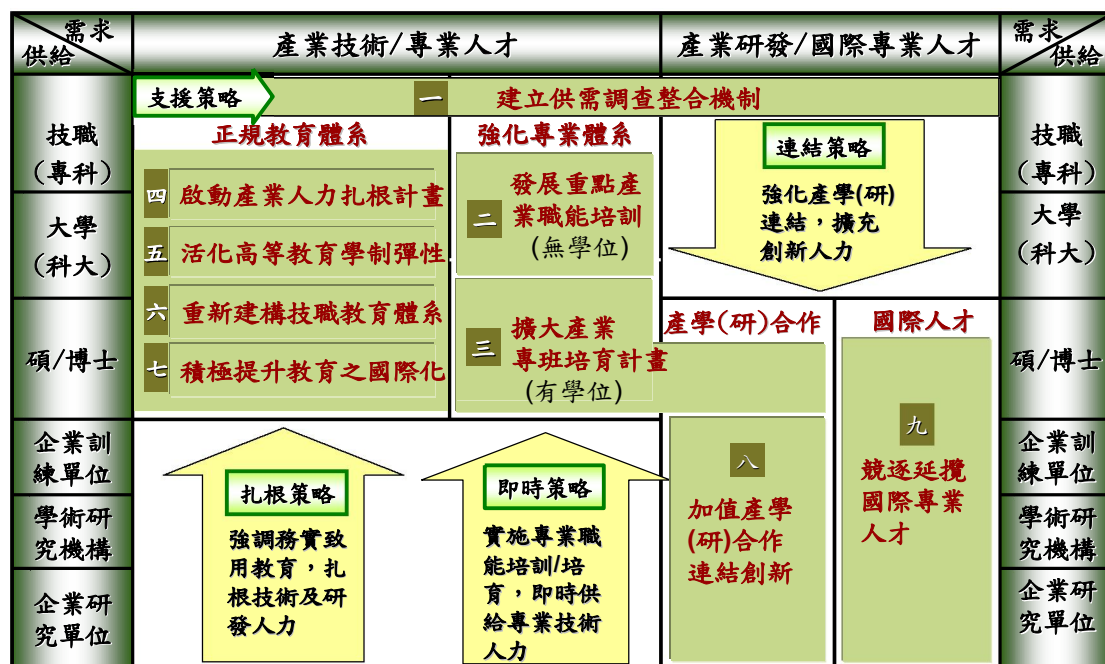 需求
供給
產業技術/專業人才
產業研發/國際專業人才
需求
供給
支援策略
一
建立供需調查整合機制
技職
(專科)
大學
(科大)
碩/博士
企業訓
練單位
學術研
究機構
企業研
究單位
正規教育體系
四
啟動產業人力扎根計畫
五
活化高等教育學制彈性
六
重新建構技職教育體系
七
積極提升教育之國際化
強化專業體系
二
發展重點產
業職能培訓
(無學位)
三
擴大產業
專班培育計畫
(有學位)
連結策略
強化產學(研)
連結，擴充
創新人力
產學(研)合作
八
加值產學
(研)合作
連結創新
國際人才
九
競逐延攬
國際專業
人才
扎根策略
強調務實致
用教育，扎
根技術及研
發人力
即時策略
實施專業職
能培訓/培
育，即時供
給專業技術
人力
技職
(專科)
大學
(科大)
碩/博士
企業訓
練單位
學術研
究機構
企業研
究單位